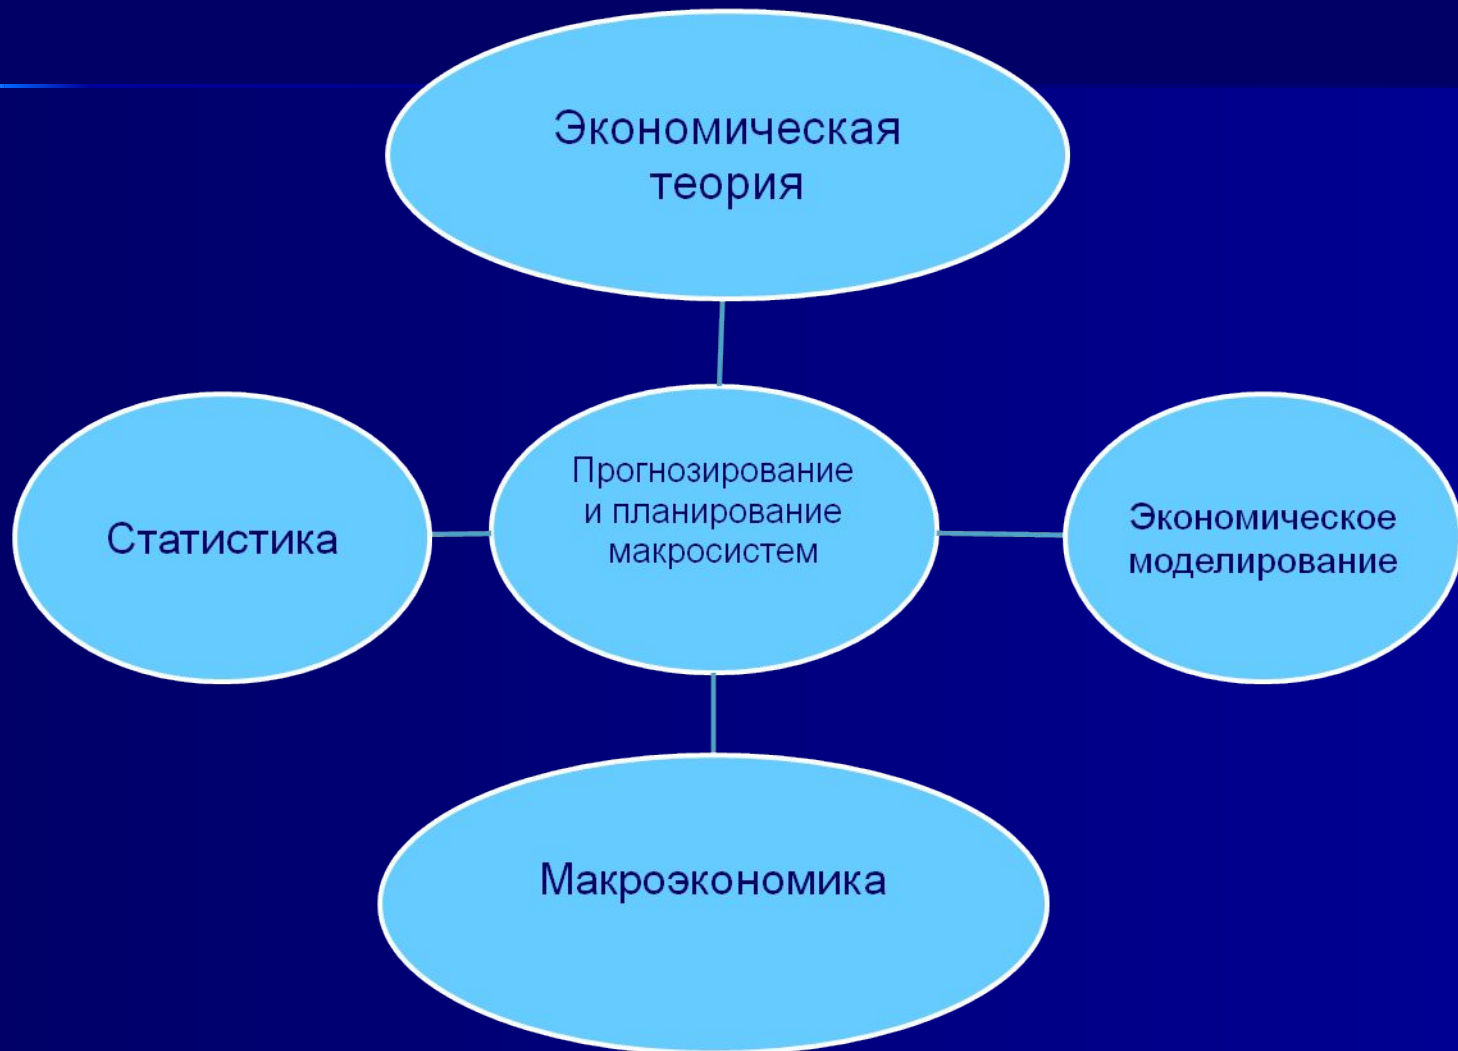 Экономическая
теория
Статистика
Прогнозирование
и планирование
макросистем
Экономическое
моделирование
Макроэкономика